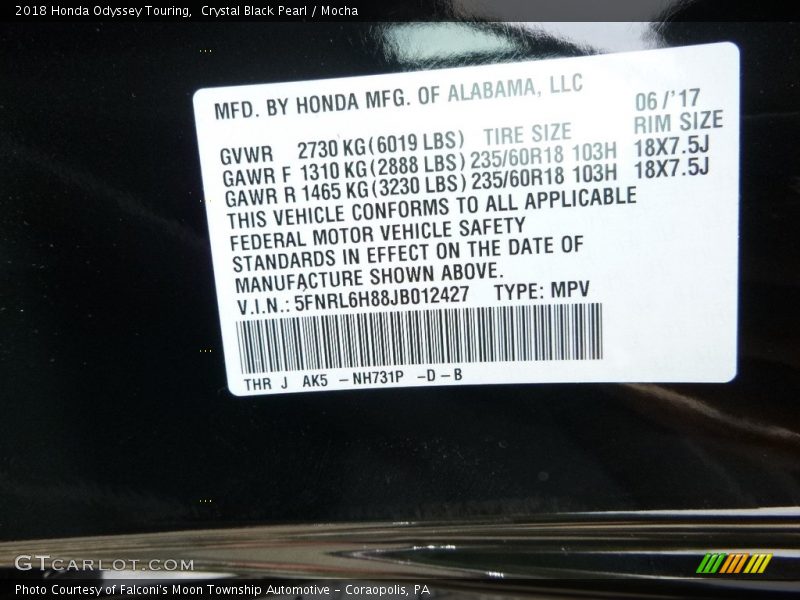 2018 Honda Odyssey Touring,  Crystal Black Pearl / Mocha
MFD. BY HONDA MFG. OF ALABAMA, LLC
06 /'17
GVWR 2730 KG(6019 LBS) TIRE SIZE RIM SIZE
GAWR F 1310 KG(2888 LBS) 235/60R18 103H 18X7.5J
GAWR R 1465 KG(3230 LBS) 235/60R18 103H 18X7.5J
THIS VEHICLE CONFORMS TO ALL APPLICABLE
FEDERAL MOTOR VEHICLE SAFETY
STANDARDS IN EFFECT ON THE DATE OF
MANUFACTURE SHOWN ABOVE.
V.I.N.: 5FNRL6H88JB012427 TYPE: MPV
THR J AK5 – NH731P –D – B
GTCARLOT.COM
Photo Courtesy of Falconi's Moon Township Automotive – Coraopolis, PA